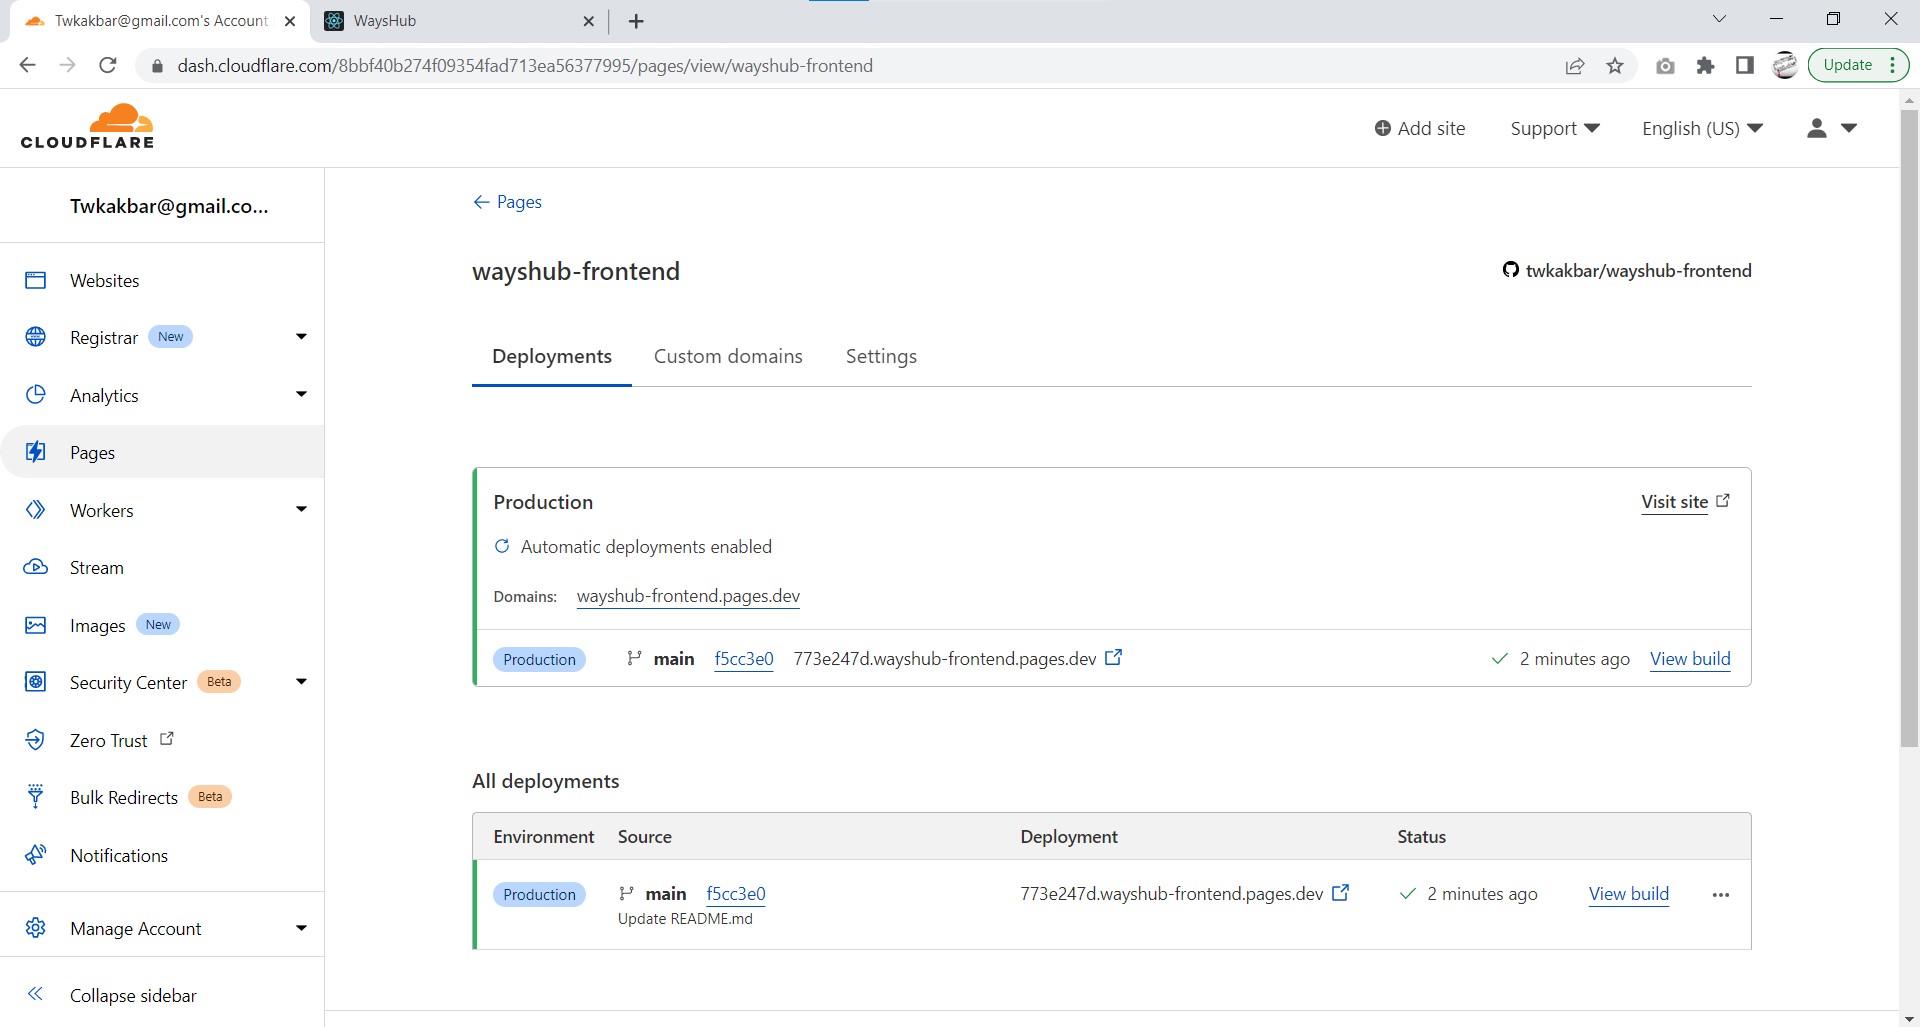 Twkakbar@gmail.com's Account
WaysHub
dash.cloudflare.com/8bbf40b274f09354fad713ea56377995/pages/view/wayshub-frontend
Update
CLOUDFLARE
Add site
Support
English (US)
Twkakbar@gmail.co...
Websites
Registrar New
Analytics
Pages
Workers
Stream
Images New
Security Center Beta
Zero Trust
Bulk Redirects Beta
Notifications
Manage Account
Collapse sidebar
Pages
wayshub-frontend
twkakbar/wayshub-frontend
Deployments Custom domains Settings
Production
Visit site
Automatic deployments enabled
Domains: wayshub-frontend.pages.dev
Production main f5cc3e0 773e247d.wayshub-frontend.pages.dev 2 minutes ago View build
All deployments
Environment Source Deployment Status
Production main f5cc3e0 773e247d.wayshub-frontend.pages.dev 2 minutes ago View build
Update README.md